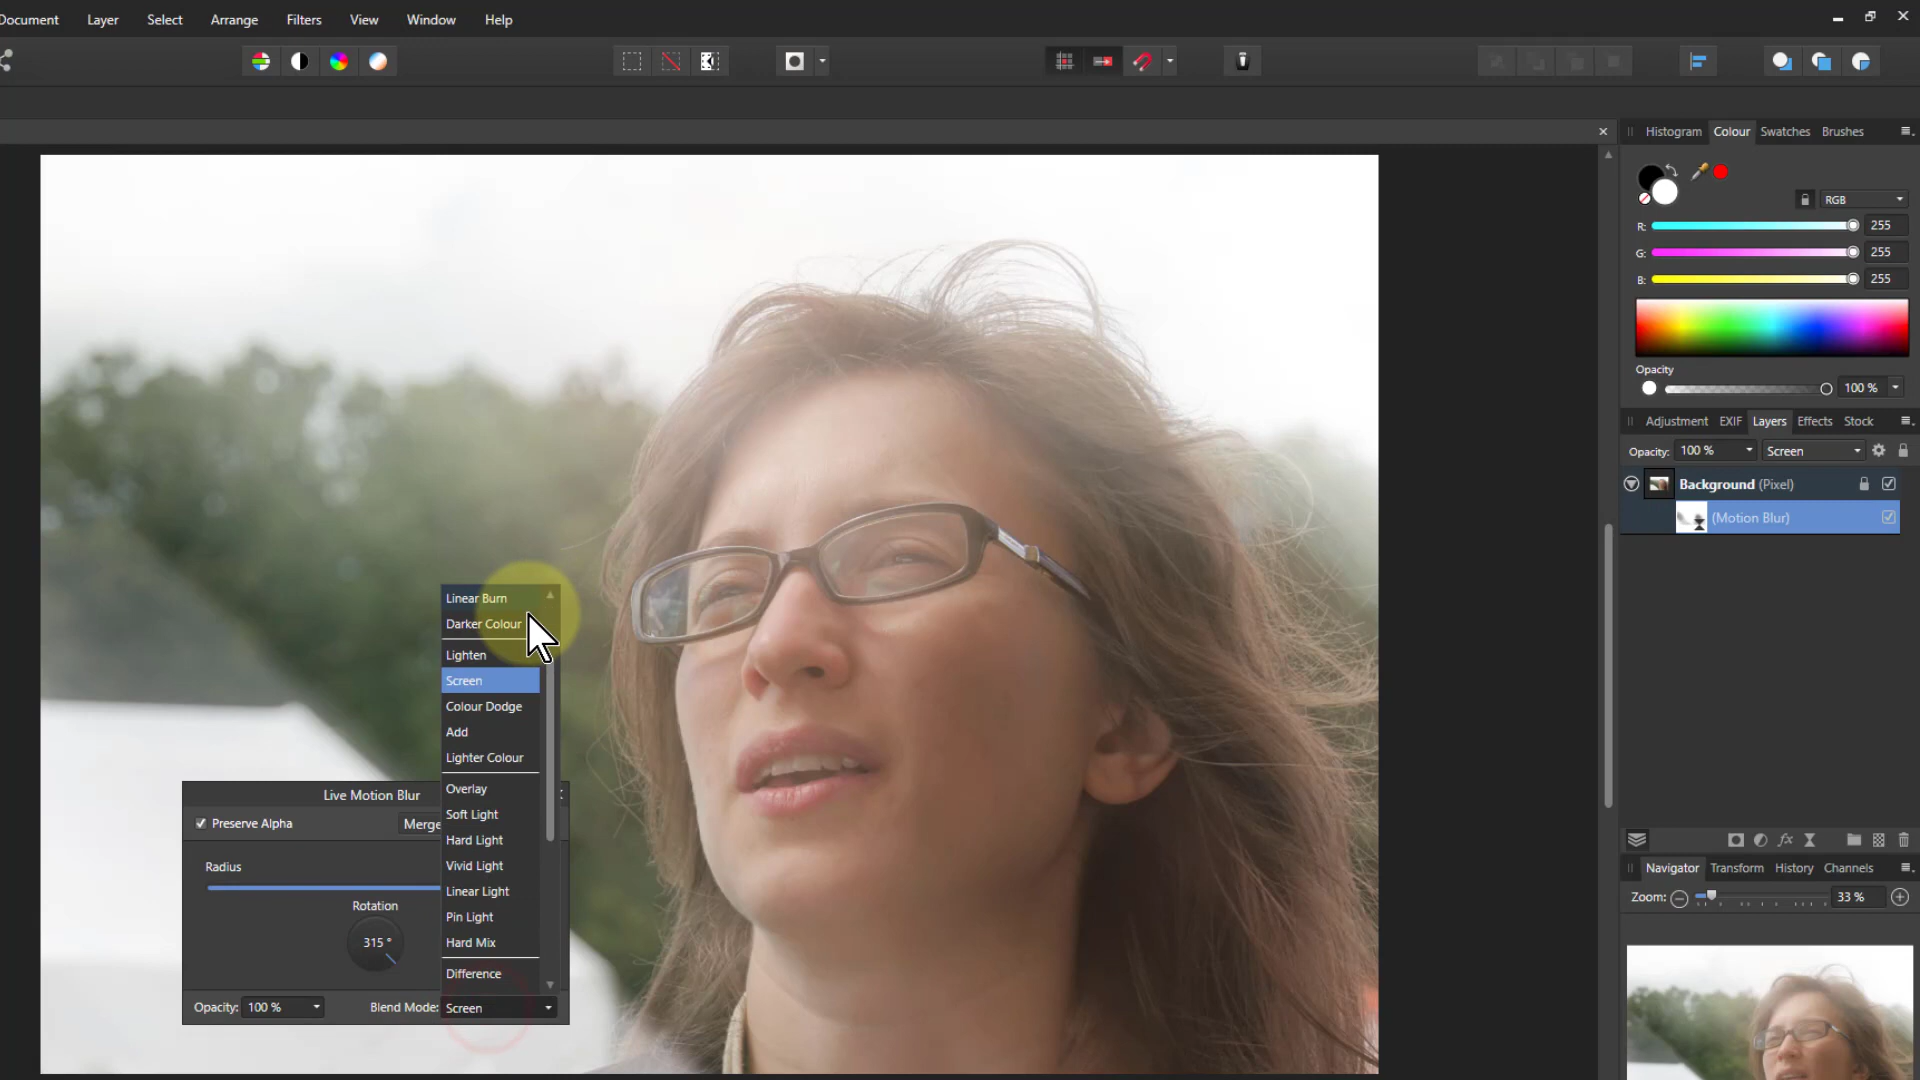 Document Layer Select Arrange Filters View Window Help
Histogram Colour Swatches Brushes
RGB
R: 255
G: 255
B: 255
Opacity
100 %
Adjustment EXIF Layers Effects Stock
Opacity: 100 % Screen
Background (Pixel)
(Motion Blur)
Linear Burn
Darker Colour
Lighten
Screen
Colour Dodge
Add
Lighter Colour
Overlay
Soft Light
Hard Light
Vivid Light
Linear Light
Pin Light
Hard Mix
Difference
Live Motion Blur
Preserve Alpha Merge
Radius
Rotation
315 °
Opacity: 100 % Blend Mode: Screen
fx
Navigator Transform History Channels
Zoom: 33 %